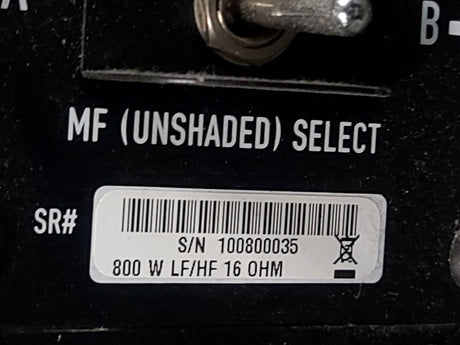 A
B-
MF (UNSHADED) SELECT
SR#
S/N 100800035
800 W LF/HF 16 OHM